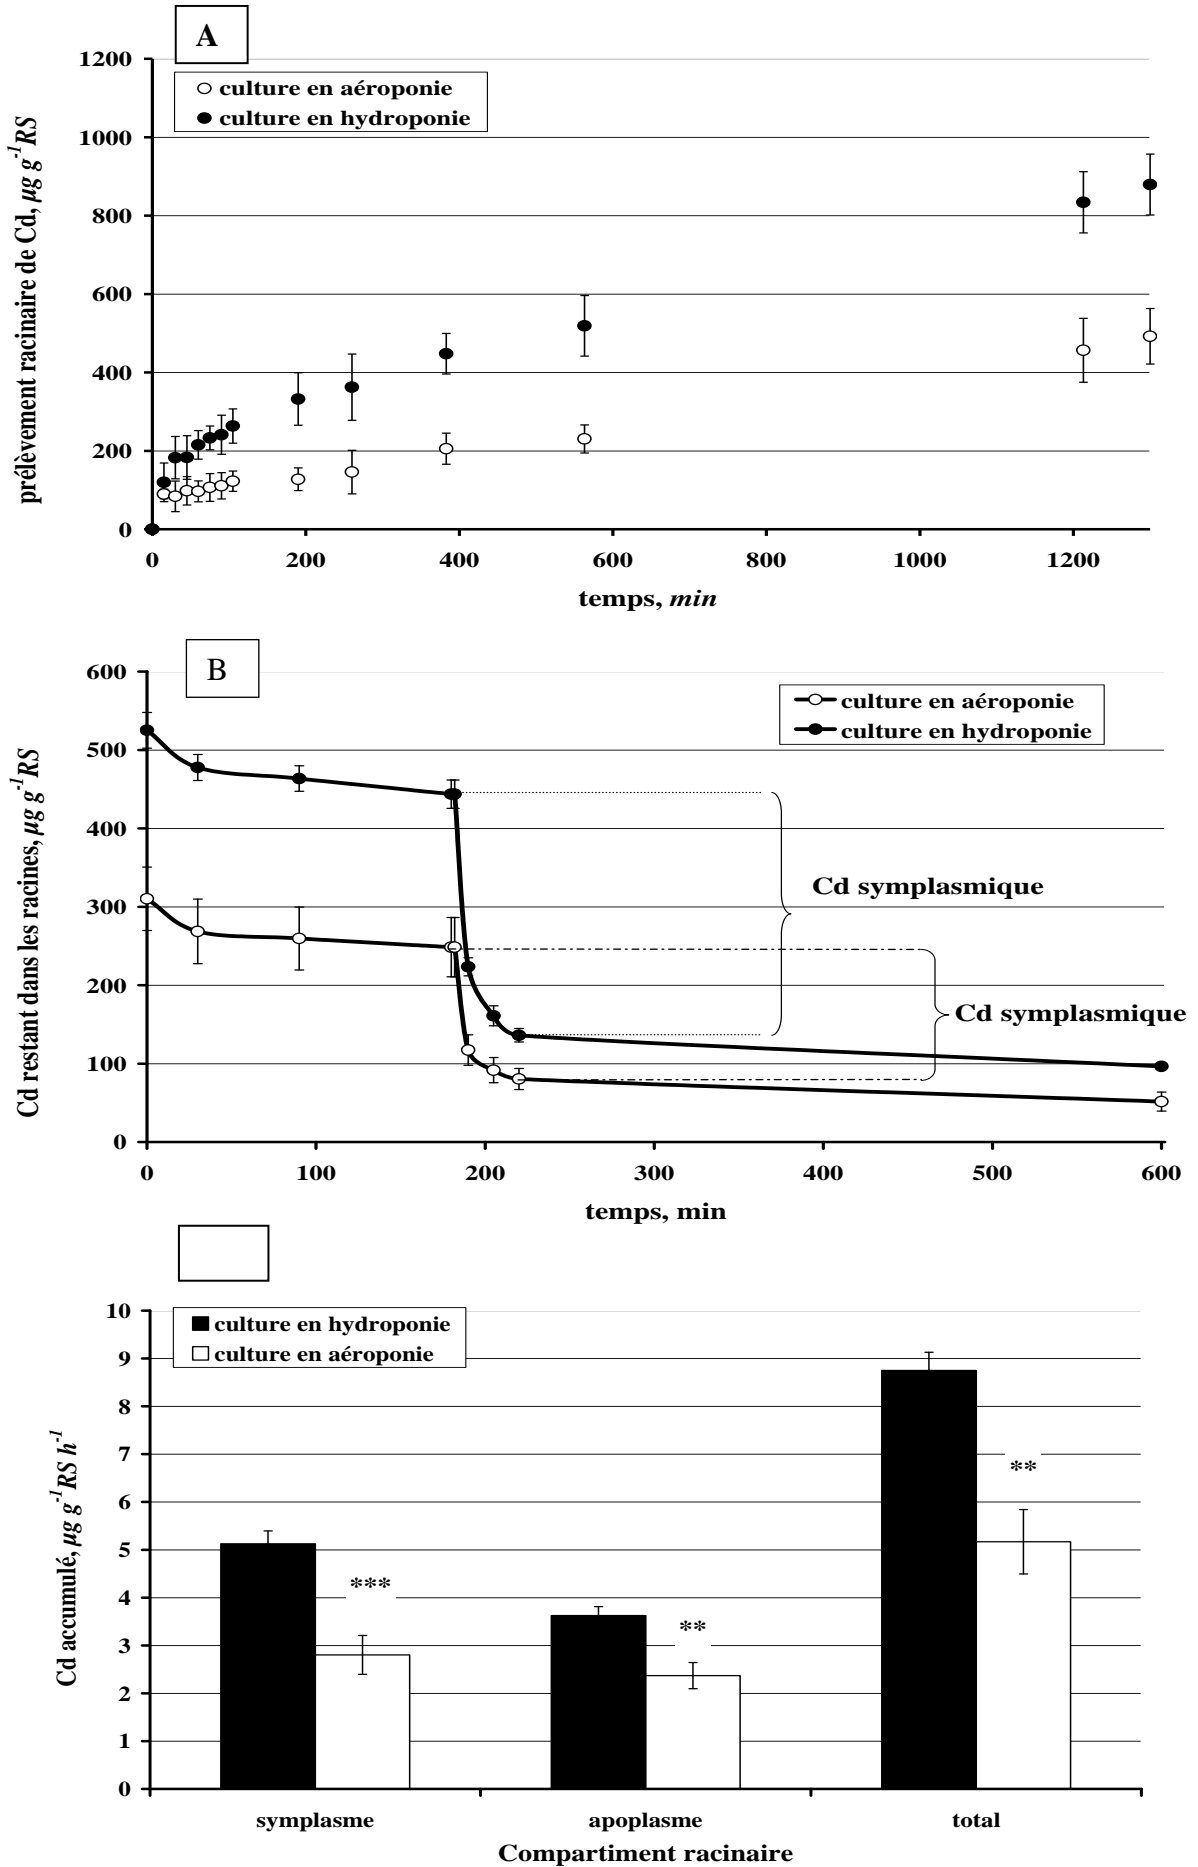 A
1200
1000
800
600
400
200
0
culture en aéroponie
culture en hydroponie
prélèvement racinaire de Cd, µg g⁻¹RS
0 200 400 600 800 1000 1200
temps, min
B
600
500
400
300
200
100
0
culture en aéroponie
culture en hydroponie
Cd restant dans les racines, µg g⁻¹RS
Cd symplasmique
Cd symplasmique
0 100 200 300 400 500 600
temps, min
10
9
8
7
6
5
4
3
2
1
0
culture en hydroponie
culture en aéroponie
Cd accumulé, µg g⁻¹RS h⁻¹
***
**
**
symplasme apoplasme total
Compartiment racinaire